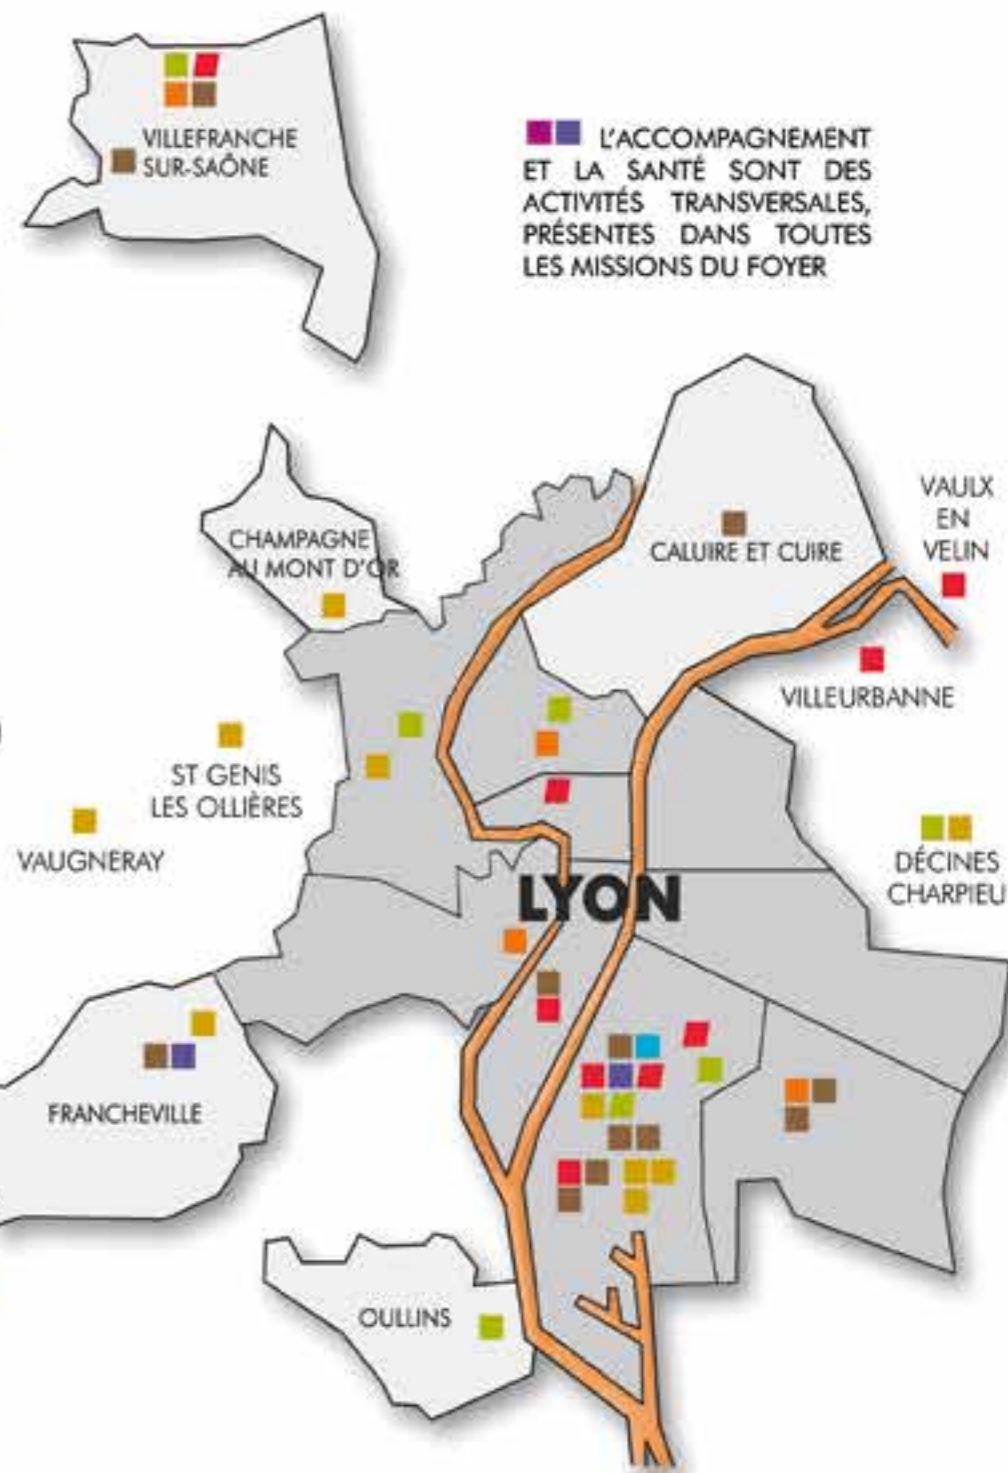 VILLEFRANCHE
SUR-SAÔNE
L'ACCOMPAGNEMENT
ET LA SANTÉ SONT DES
ACTIVITÉS TRANSVERSALES,
PRÉSENTES DANS TOUTES
LES MISSIONS DU FOYER
VAULX
EN
VELIN
CHAMPAGNE
AU MONT D'OR
CALUIRE ET CUIRE
VILLEURBANNE
ST GENIS
LES OLLIÈRES
VAUGNERAY
DÉCINES
CHARPIEU
LYON
FRANCHEVILLE
OULLINS